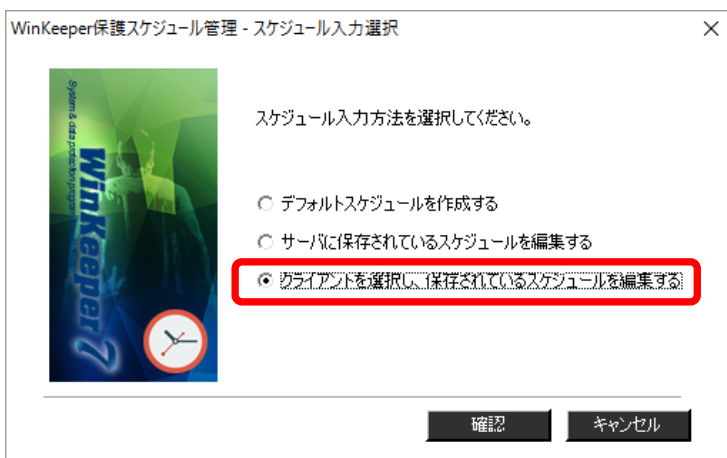 WinKeeper保護スケジュール管理 - スケジュール入力選択
System & data protection program
WinKeeper 7
スケジュール入力方法を選択してください。
デフォルトスケジュールを作成する
サーバに保存されているスケジュールを編集する
クライアントを選択し、保存されているスケジュールを編集する
確認
キャンセル